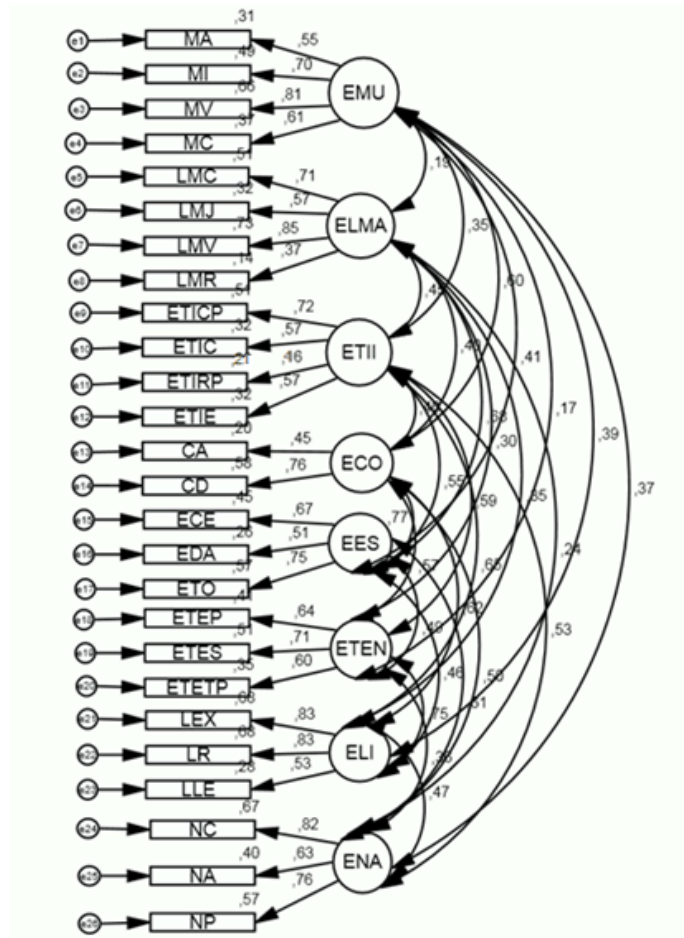 ,31
e1 MA ,55
,49
e2 MI ,70
,66
e3 MV ,81 EMU
,37
e4 MC ,61
,51
e5 LMC ,71 ,19
,32
e6 LMJ ,57
,73
e7 LMV ,85 ELMA ,35
,14
e8 LMR ,37
,51
e9 ETICP ,72 ,60
,32
e10 ETIC ,57
,21
e11 ETIRP ,46 ETII ,41
,32
e12 ETIE ,57 ,17
,20
e13 CA ,45 ,30 ,39
,58
e14 CD ,76 ECO ,55 ,37
,45
e15 ECE ,67 ,77 ,59 ,35
,26
e16 EDA ,51 EES ,57 ,65 ,24
,57
e17 ETO ,75
e18 ETEP ,64 ,62 ,53
,51
e19 ETES ,71 ETEN
,35
e20 ETETP ,60 ,46
e21 LEX ,83 ,75
,68
e22 LR ,83 ELI
,28
e23 LLE ,53 ,47
,67
e24 NC ,82
,40
e25 NA ,63 ENA
,57
e26 NP ,76